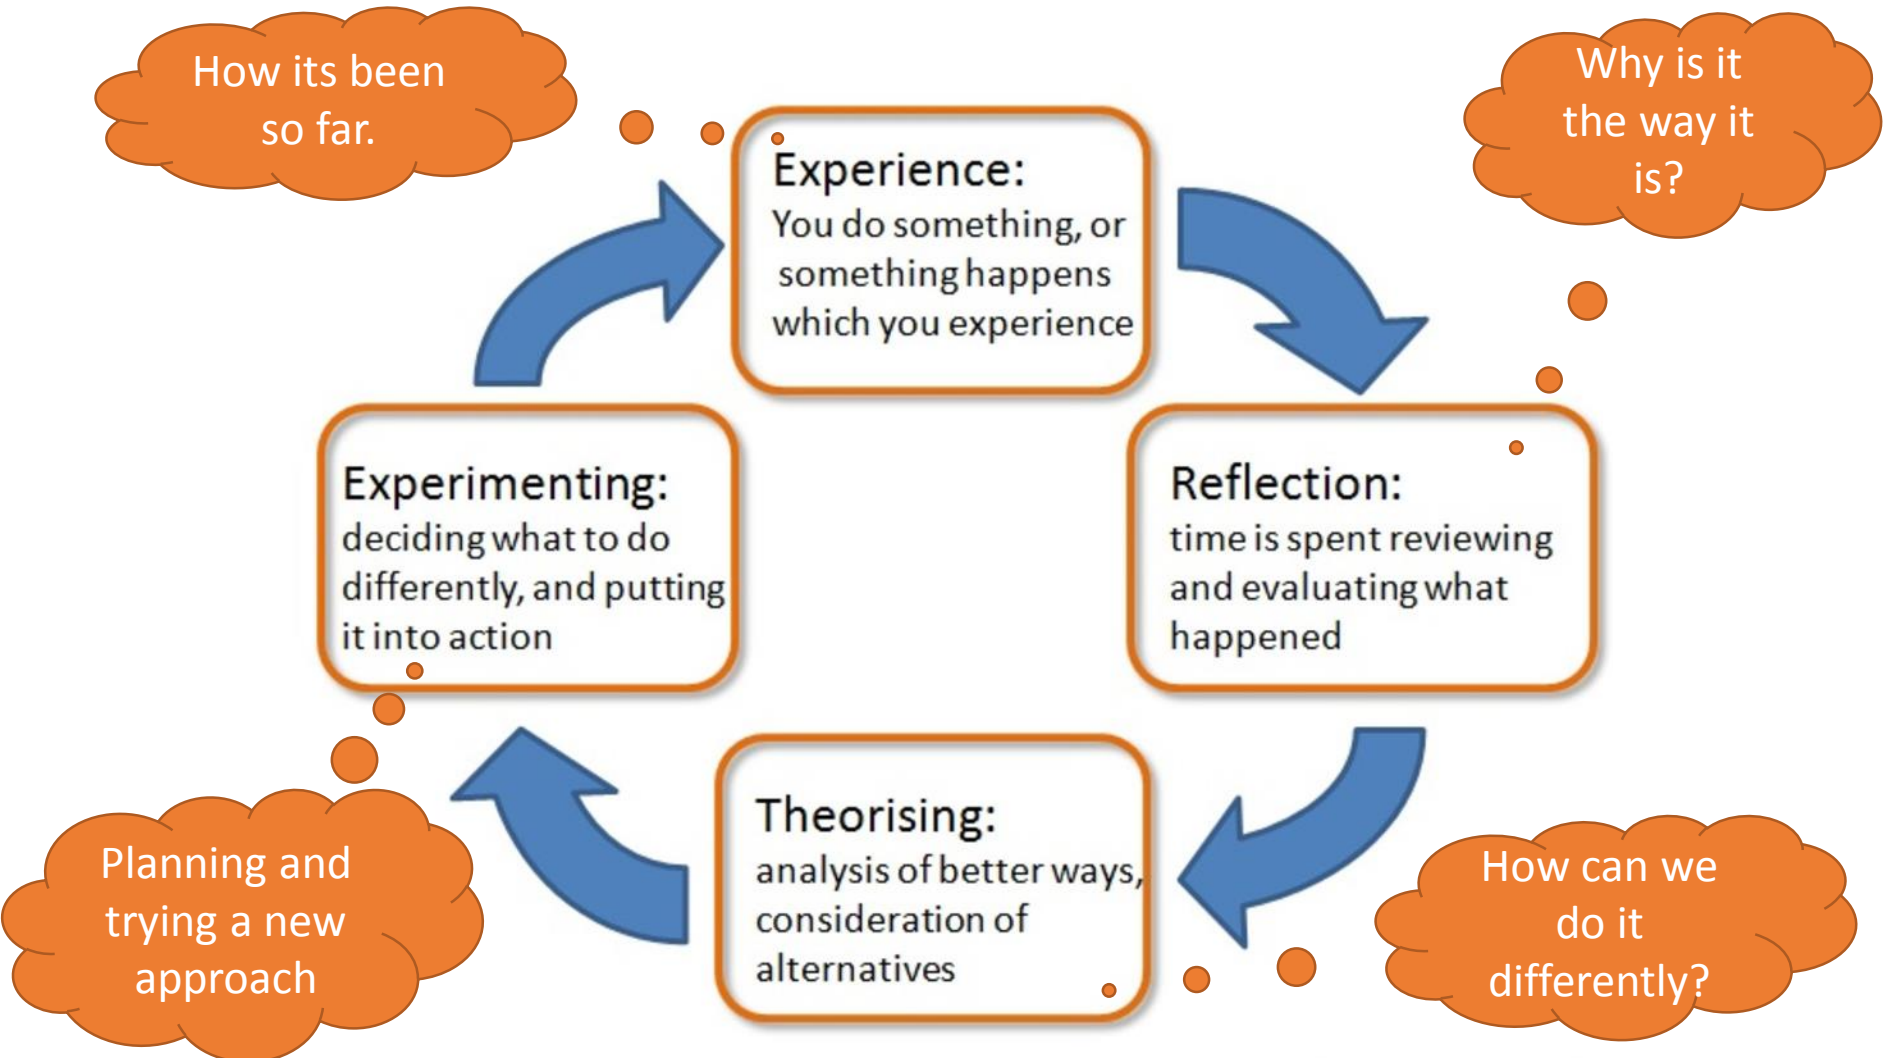 How its been
so far.
Why is it
the way it
is?
Experience:
You do something, or
something happens
which you experience
Experimenting:
deciding what to do
differently, and putting
it into action
Reflection:
time is spent reviewing
and evaluating what
happened
Theorising:
analysis of better ways,
consideration of
alternatives
Planning and
trying a new
approach
How can we
do it
differently?